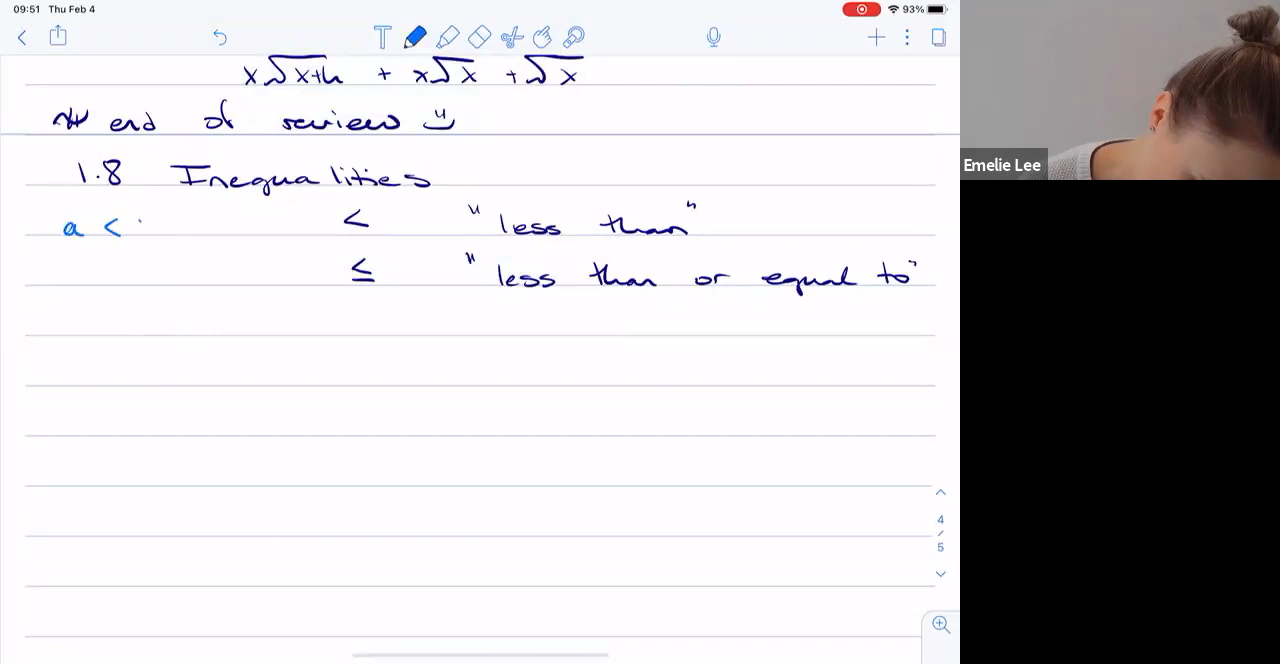 09:51 Thu Feb 4
93%
T
x√x+h + x√x + √x
end of review
1.8 Inequalities
a < < "less than"
≤ "less than or equal to"
Emelie Lee
4
/
5